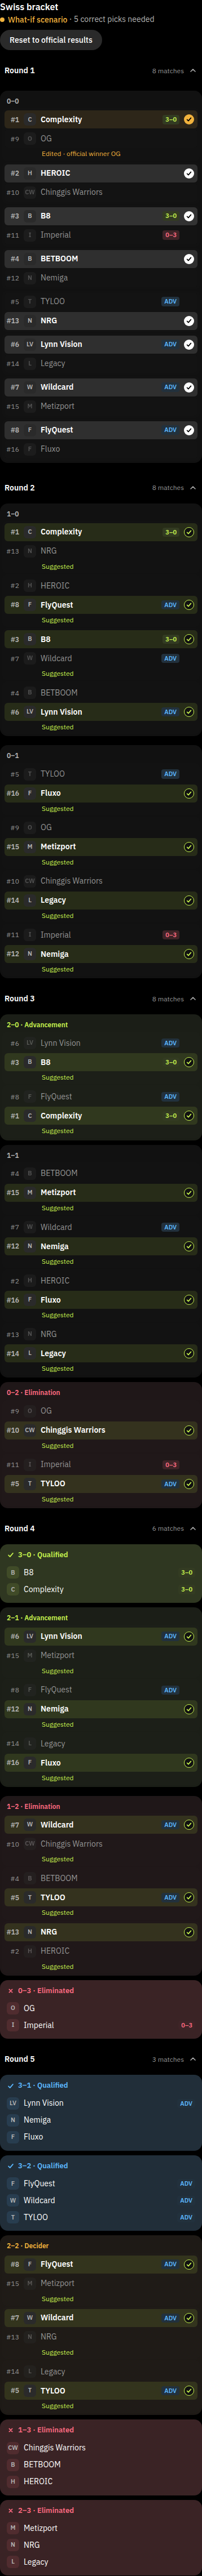 Swiss bracket
What-if scenario · 5 correct picks needed
Reset to official results
Round 1 8 matches
0–0
#1 C Complexity 3–0
#9 O OG
Edited · official winner OG
#2 H HEROIC
#10 CW Chinggis Warriors
#3 B B8 3–0
#11 I Imperial 0–3
#4 B BETBOOM
#12 N Nemiga
#5 T TYLOO ADV
#13 N NRG
#6 LV Lynn Vision ADV
#14 L Legacy
#7 W Wildcard ADV
#15 M Metizport
#8 F FlyQuest ADV
#16 F Fluxo
Round 2 8 matches
1–0
#1 C Complexity 3–0
#13 N NRG
Suggested
#2 H HEROIC
#8 F FlyQuest ADV
Suggested
#3 B B8 3–0
#7 W Wildcard ADV
Suggested
#4 B BETBOOM
#6 LV Lynn Vision ADV
Suggested
0–1
#5 T TYLOO ADV
#16 F Fluxo
Suggested
#9 O OG
#15 M Metizport
Suggested
#10 CW Chinggis Warriors
#14 L Legacy
Suggested
#11 I Imperial 0–3
#12 N Nemiga
Suggested
Round 3 8 matches
2–0 · Advancement
#6 LV Lynn Vision ADV
#3 B B8 3–0
Suggested
#8 F FlyQuest ADV
#1 C Complexity 3–0
Suggested
1–1
#4 B BETBOOM
#15 M Metizport
Suggested
#7 W Wildcard ADV
#12 N Nemiga
Suggested
#2 H HEROIC
#16 F Fluxo
Suggested
#13 N NRG
#14 L Legacy
Suggested
0–2 · Elimination
#9 O OG
#10 CW Chinggis Warriors
Suggested
#11 I Imperial 0–3
#5 T TYLOO ADV
Suggested
Round 4 6 matches
3–0 · Qualified
B B8 3–0
C Complexity 3–0
2–1 · Advancement
#6 LV Lynn Vision ADV
#15 M Metizport
Suggested
#8 F FlyQuest ADV
#12 N Nemiga
Suggested
#14 L Legacy
#16 F Fluxo
Suggested
1–2 · Elimination
#7 W Wildcard ADV
#10 CW Chinggis Warriors
Suggested
#4 B BETBOOM
#5 T TYLOO ADV
Suggested
#13 N NRG
#2 H HEROIC
Suggested
0–3 · Eliminated
O OG
I Imperial 0–3
Round 5 3 matches
3–1 · Qualified
LV Lynn Vision ADV
N Nemiga
F Fluxo
3–2 · Qualified
F FlyQuest ADV
W Wildcard ADV
T TYLOO ADV
2–2 · Decider
#8 F FlyQuest ADV
#15 M Metizport
Suggested
#7 W Wildcard ADV
#13 N NRG
Suggested
#14 L Legacy
#5 T TYLOO ADV
Suggested
1–3 · Eliminated
CW Chinggis Warriors
B BETBOOM
H HEROIC
2–3 · Eliminated
M Metizport
N NRG
L Legacy